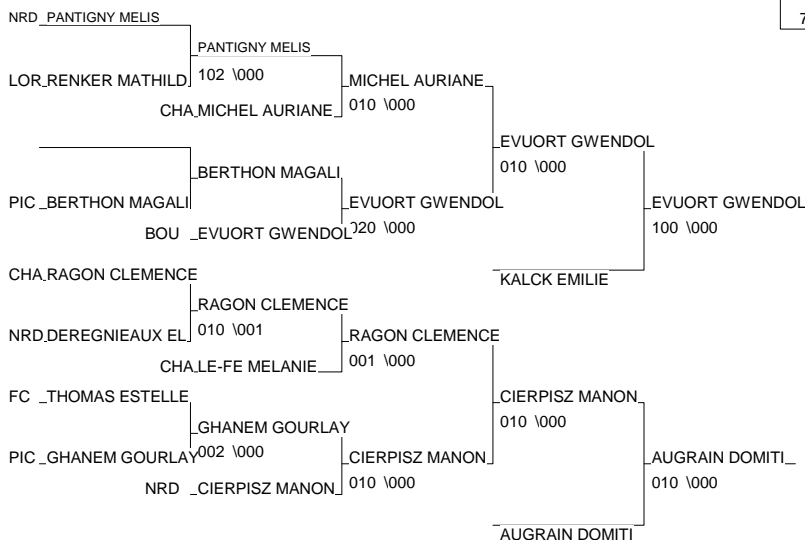 NRD PANTIGNY MELIS
7
PANTIGNY MELIS
LOR RENKER MATHILD 102 \000 MICHEL AURIANE
CHA MICHEL AURIANE 010 \000
EVUORT GWENDOL
BERTHON MAGALI 010 \000
PIC BERTHON MAGALI EVUORT GWENDOL EVUORT GWENDOL
BOU EVUORT GWENDOL 020 \000 100 \000
CHA RAGON CLEMENCE KALCK EMILIE
RAGON CLEMENCE
NRD DEREGNIEAUX EL 010 \001 RAGON CLEMENCE
CHA LE-FE MELANIE 001 \000
FC THOMAS ESTELLE CIERPISZ MANON
GHANEM GOURLAY 010 \000
PIC GHANEM GOURLAY 002 \000 CIERPISZ MANON AUGRAIN DOMITI
NRD CIERPISZ MANON 010 \000 010 \000
AUGRAIN DOMITI